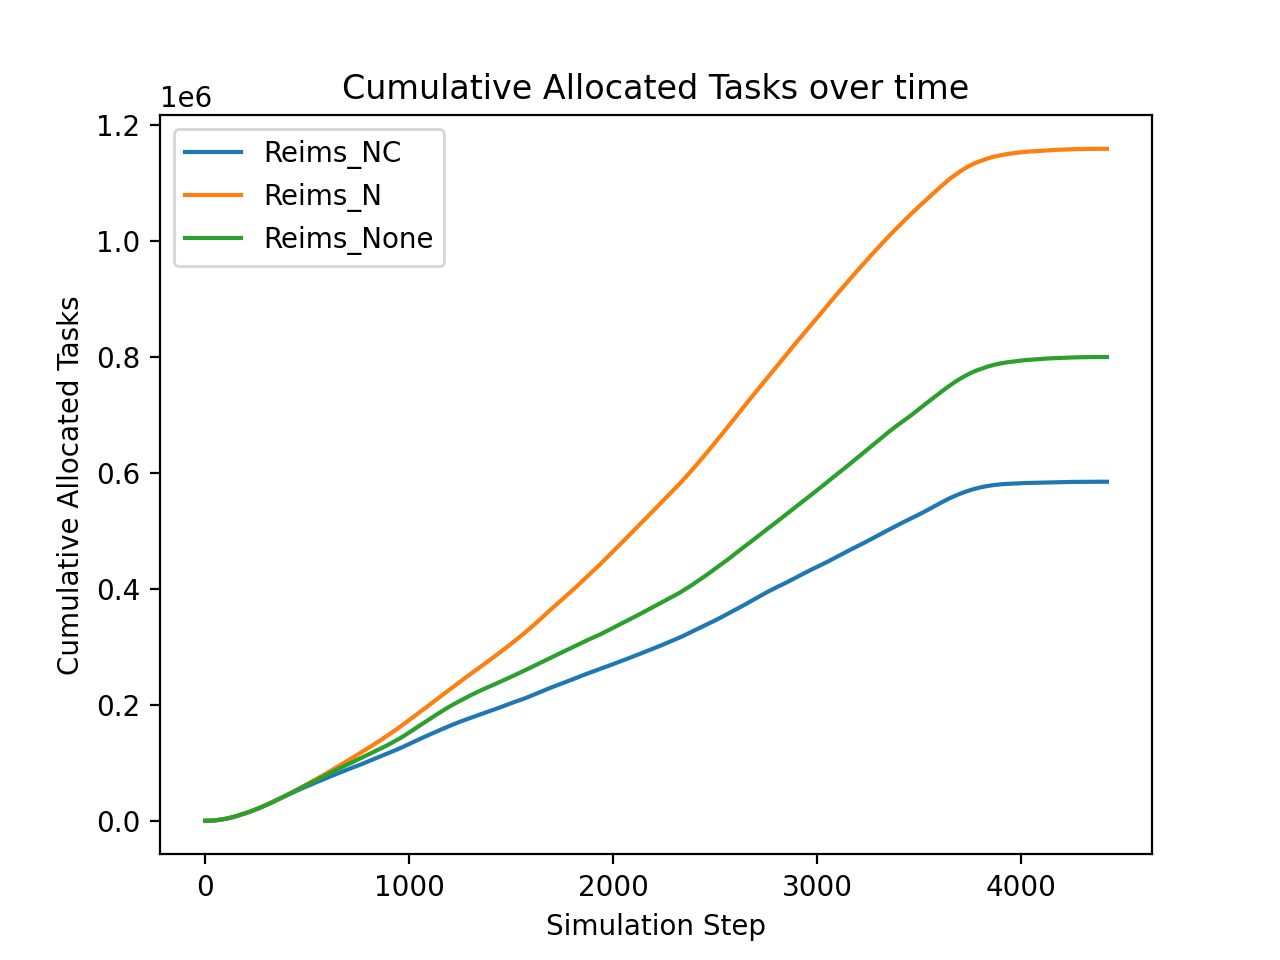 Cumulative Allocated Tasks over time
1e6
1.2
1.0
0.8
0.6
0.4
0.2
0.0
Cumulative Allocated Tasks
Reims_NC
Reims_N
Reims_None
0 1000 2000 3000 4000
Simulation Step